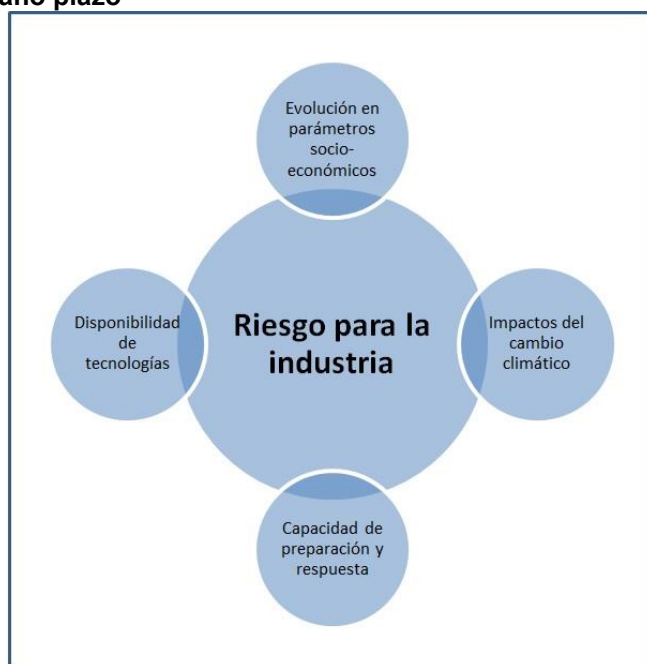 plazo
Evolución en
parámetros
socio-
económicos
Disponibilidad
de
tecnologías
Riesgo para la
industria
Impactos del
cambio
climático
Capacidad de
preparación y
respuesta